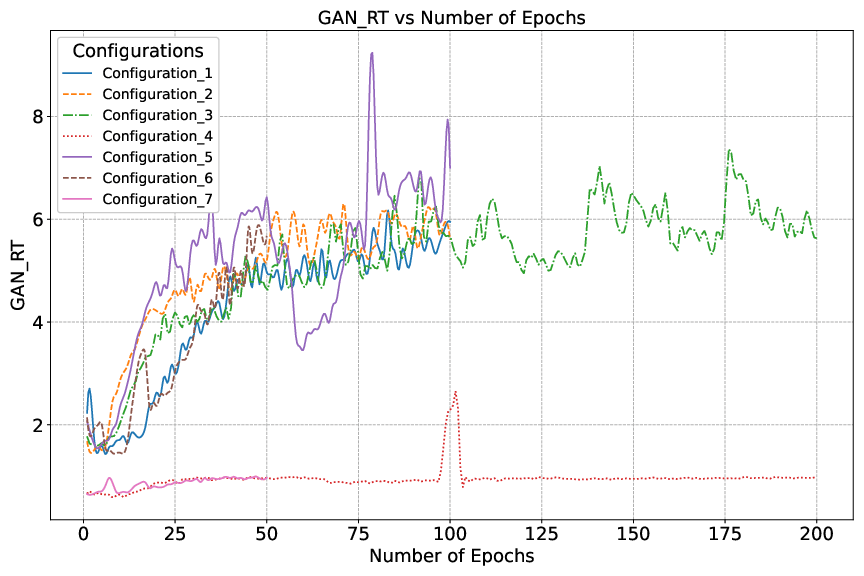 GAN_RT vs Number of Epochs
Configurations
Configuration_1
Configuration_2
Configuration_3
Configuration_4
Configuration_5
Configuration_6
Configuration_7
GAN_RT
8
6
4
2
0 25 50 75 100 125 150 175 200
Number of Epochs